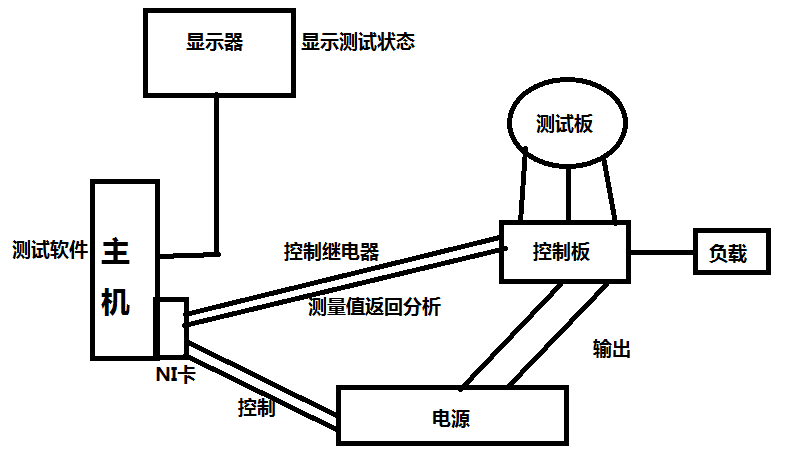 显示器
显示测试状态
测试板
测试软件
主
机
控制继电器
控制板
负载
测量值返回分析
NI卡
控制
输出
电源